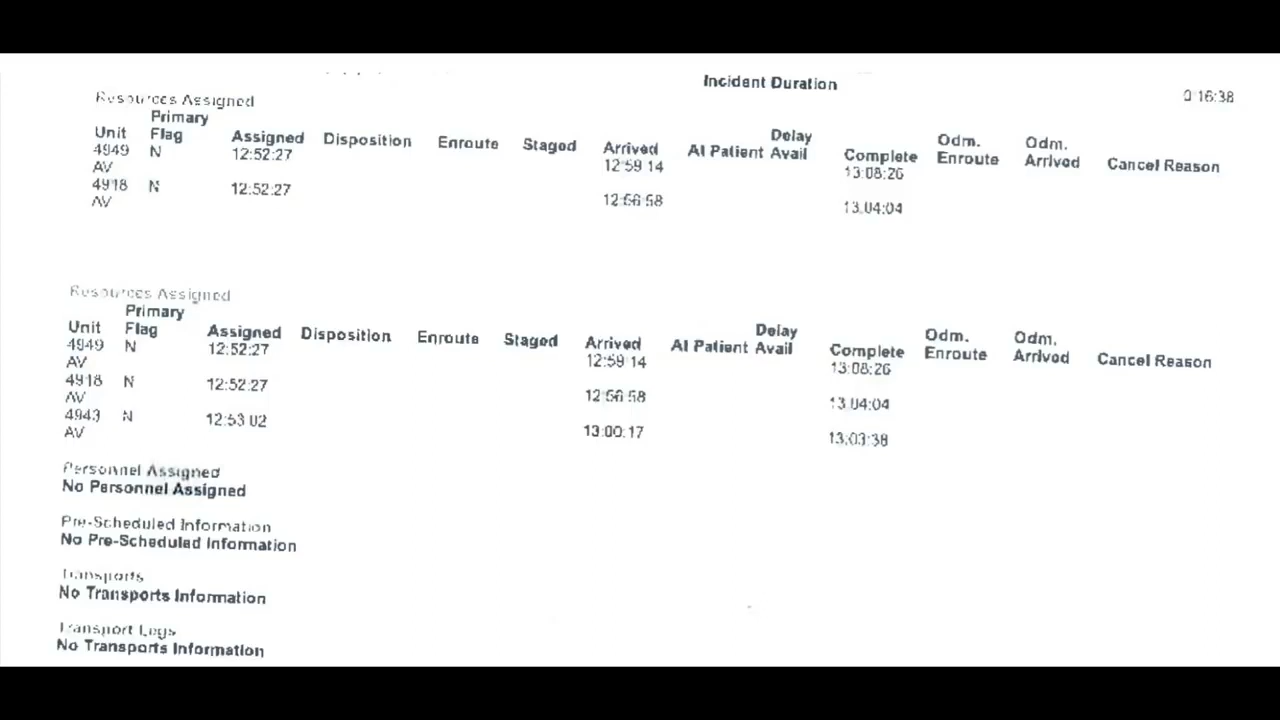 Incident Duration
0:16:38
Resources Assigned
Unit Primary Flag Assigned Disposition Enroute Staged Arrived At Patient Delay Avail Complete Odm. Enroute Odm. Arrived Cancel Reason
4949 N 12:52:27 12:59:14 13:08:26
AV
4918 N 12:52:27 12:56:58 13:04:04
AV
Resources Assigned
Unit Primary Flag Assigned Disposition Enroute Staged Arrived At Patient Delay Avail Complete Odm. Enroute Odm. Arrived Cancel Reason
4949 N 12:52:27 12:59:14 13:08:26
AV
4918 N 12:52:27 12:56:58 13:04:04
AV
4943 N 12:53:02 13:00:17 13:03:38
AV
Personnel Assigned
No Personnel Assigned
Pre-Scheduled Information
No Pre-Scheduled Information
Transports
No Transports Information
Transport Legs
No Transports Information